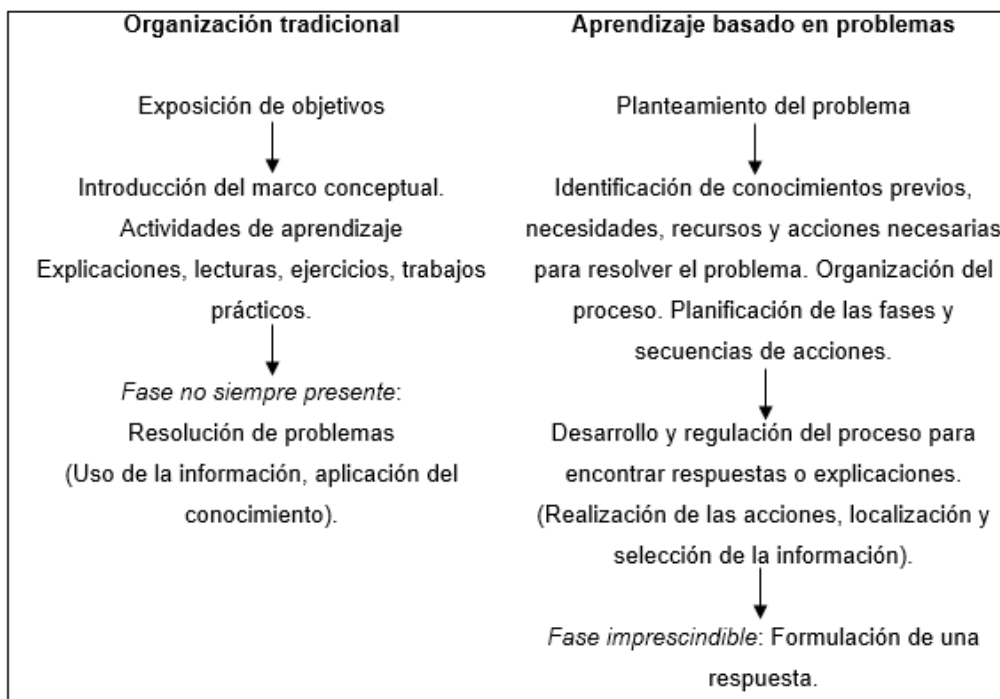 Organización tradicional
Exposición de objetivos
Introducción del marco conceptual.
Actividades de aprendizaje
Explicaciones, lecturas, ejercicios, trabajos
prácticos.
Fase no siempre presente:
Resolución de problemas
(Uso de la información, aplicación del
conocimiento).
Aprendizaje basado en problemas
Planteamiento del problema
Identificación de conocimientos previos,
necesidades, recursos y acciones necesarias
para resolver el problema. Organización del
proceso. Planificación de las fases y
secuencias de acciones.
Desarrollo y regulación del proceso para
encontrar respuestas o explicaciones.
(Realización de las acciones, localización y
selección de la información).
Fase imprescindible: Formulación de una
respuesta.